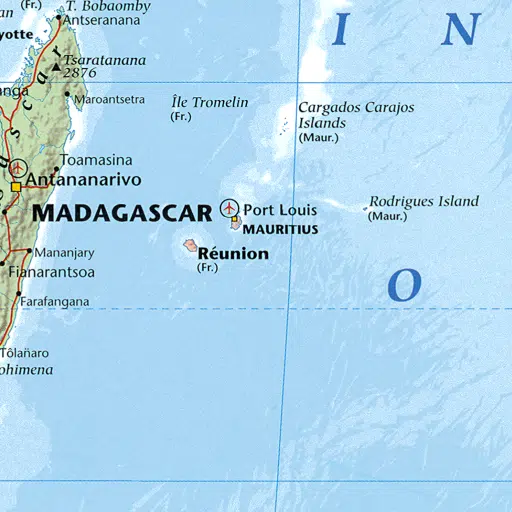 (Fr.)
T. Bobaomby
Antseranana
yotte
Tsaratanana
2876
nga
Maroantsetra
Île Tromelin
(Fr.)
Cargados Carajos
Islands
(Maur.)
I N
Toamasina
Antananarivo
MADAGASCAR
Port Louis
MAURITIUS
Rodrigues Island
(Maur.)
Mananjary
Fianarantsoa
Réunion
(Fr.)
O
Farafangana
Tôlañaro
ohimena